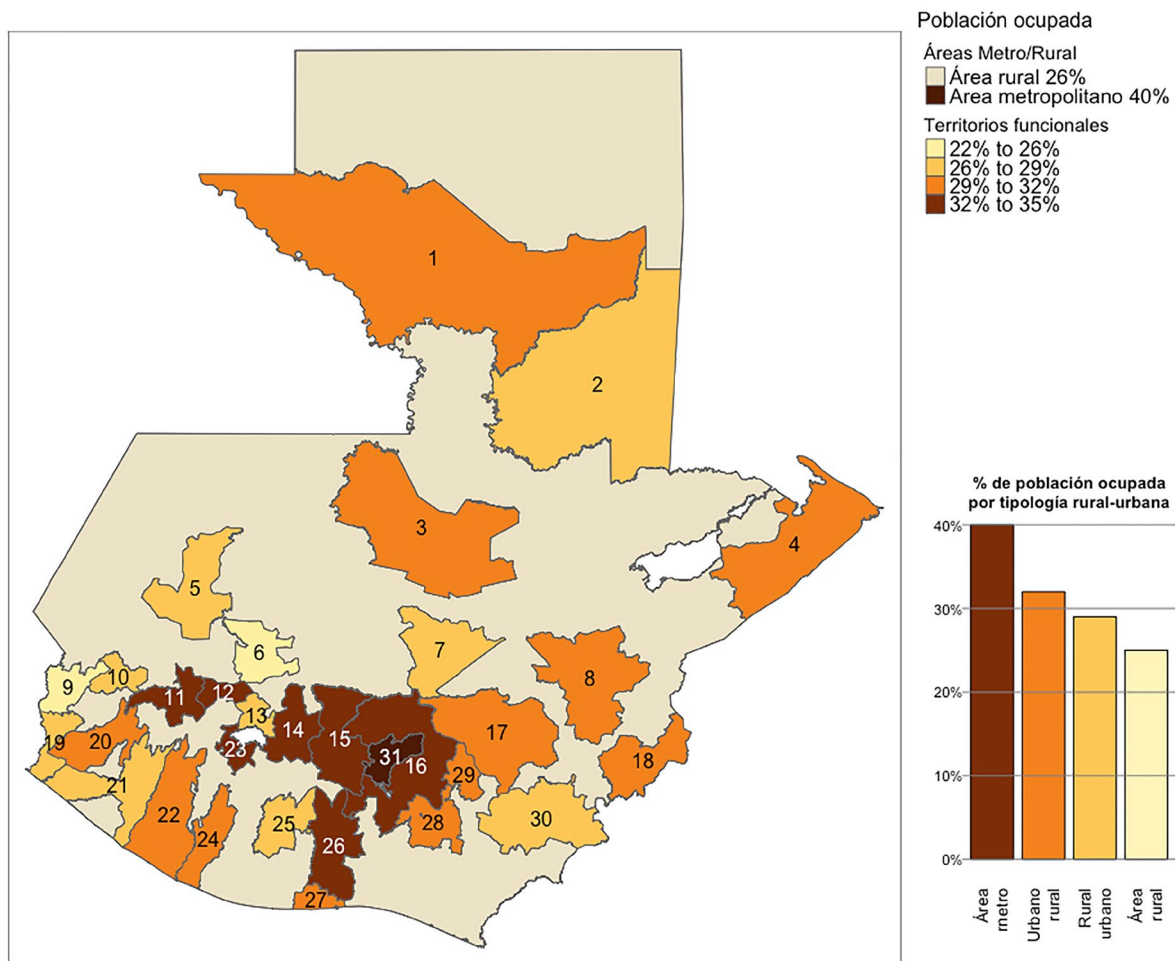 Población ocupada
Áreas Metro/Rural
Área rural 26%
Area metropolitano 40%
Territorios funcionales
22% to 26%
26% to 29%
29% to 32%
32% to 35%
1
2
3
4
5
6
7
8
9
10
11
12
13
14
15
16
17
18
19
20
21
22
23
24
25
26
27
28
29
30
31
% de población ocupada
por tipología rural-urbana
40%
30%
20%
10%
0%
Área
metro
Urbano
rural
Rural
urbano
Área
rural